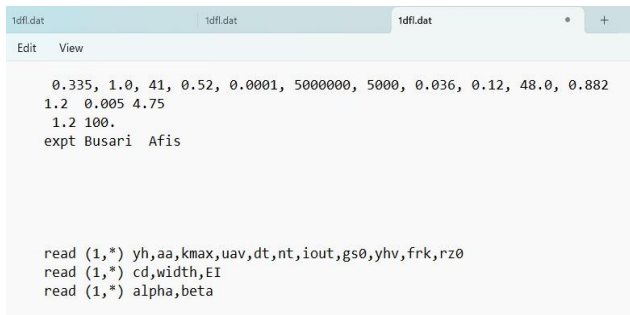 1dfl.dat 1dfl.dat 1dfl.dat
Edit View
0.335, 1.0, 41, 0.52, 0.0001, 5000000, 5000, 0.036, 0.12, 48.0, 0.882
1.2 0.005 4.75
1.2 100.
expt Busari Afis
read (1,*) yh,aa,kmax,uav,dt,nt,iout,gs0,yhv,frk,rz0
read (1,*) cd,width,EI
read (1,*) alpha,beta